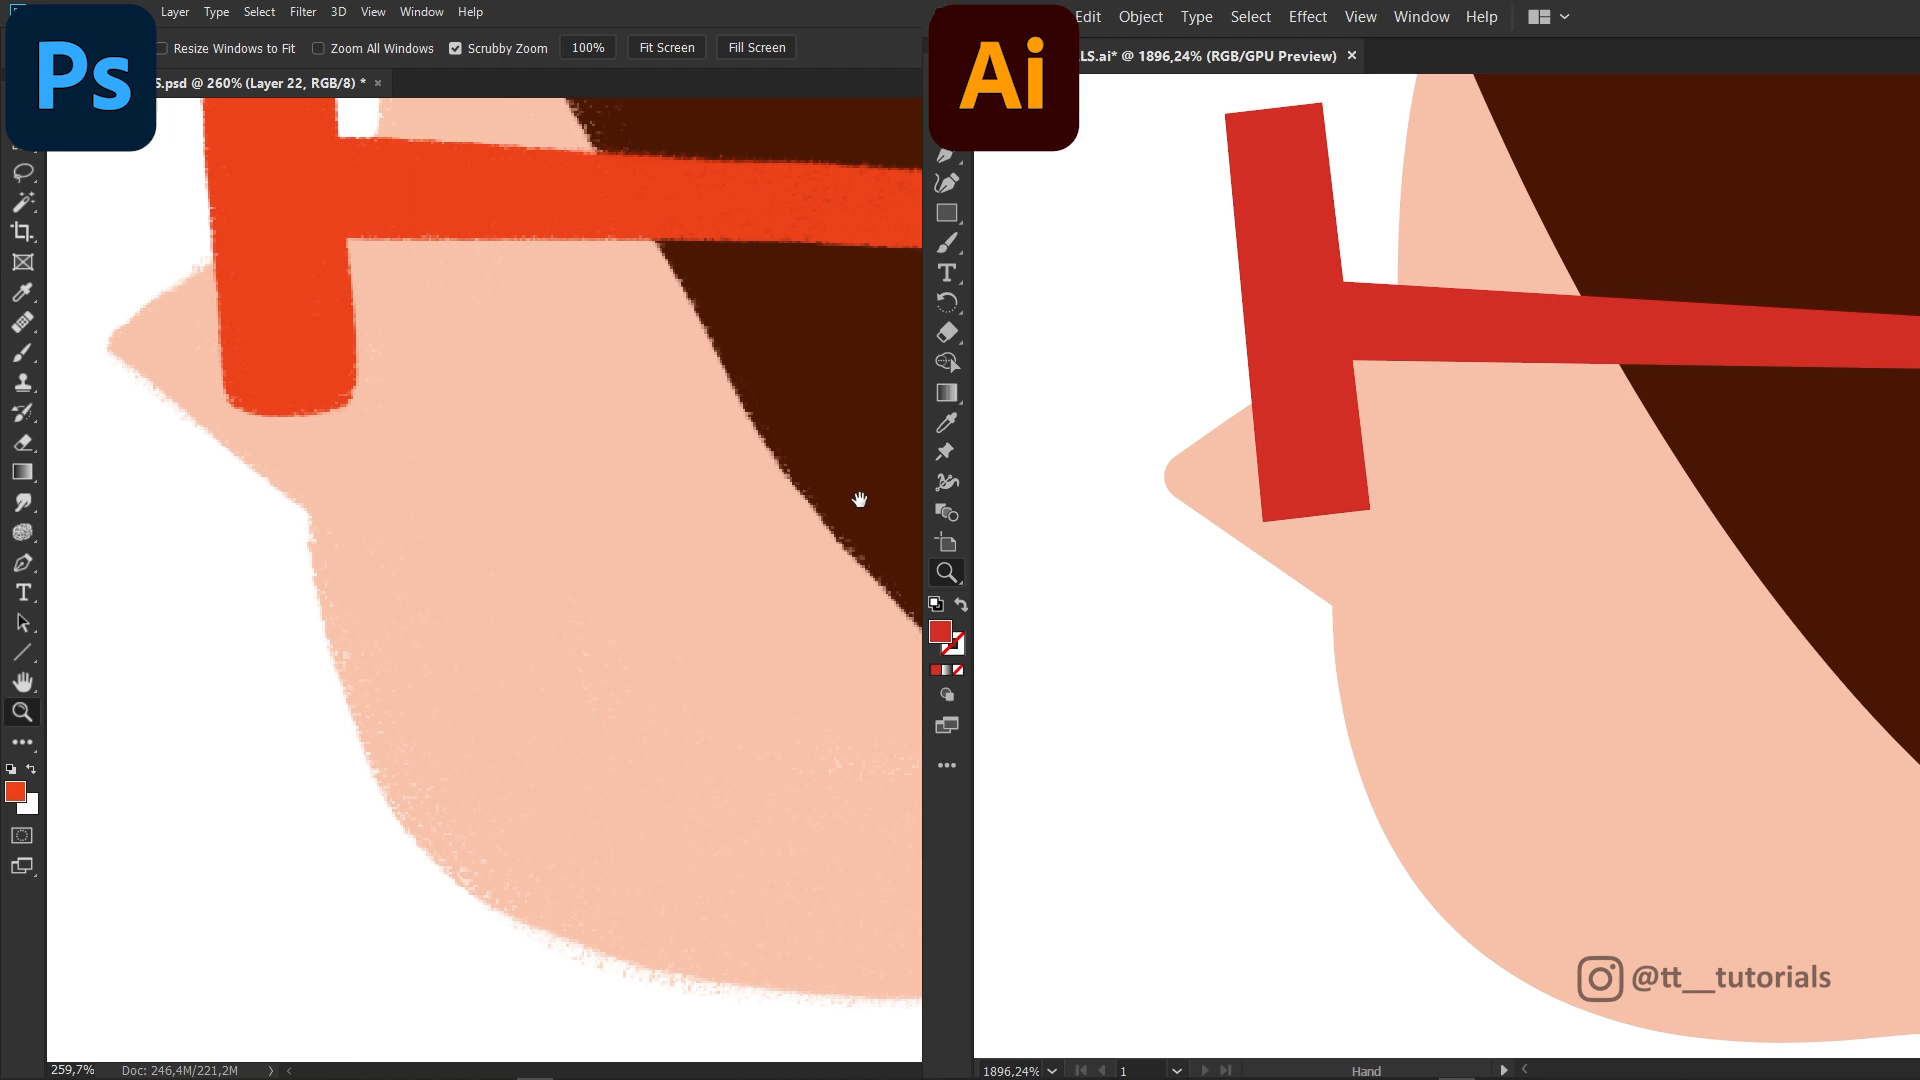 Ps
Layer Type Select Filter 3D View Window Help
Resize Windows to Fit Zoom All Windows Scrubby Zoom 100% Fit Screen Fill Screen
S.psd @ 260% (Layer 22, RGB/8) * ×
T
259,7% Doc: 246,4M/221,2M
Ai
Edit Object Type Select Effect View Window Help
LS.ai* @ 1896,24% (RGB/GPU Preview) ×
T
@tt__tutorials
1896,24% 1 Hand